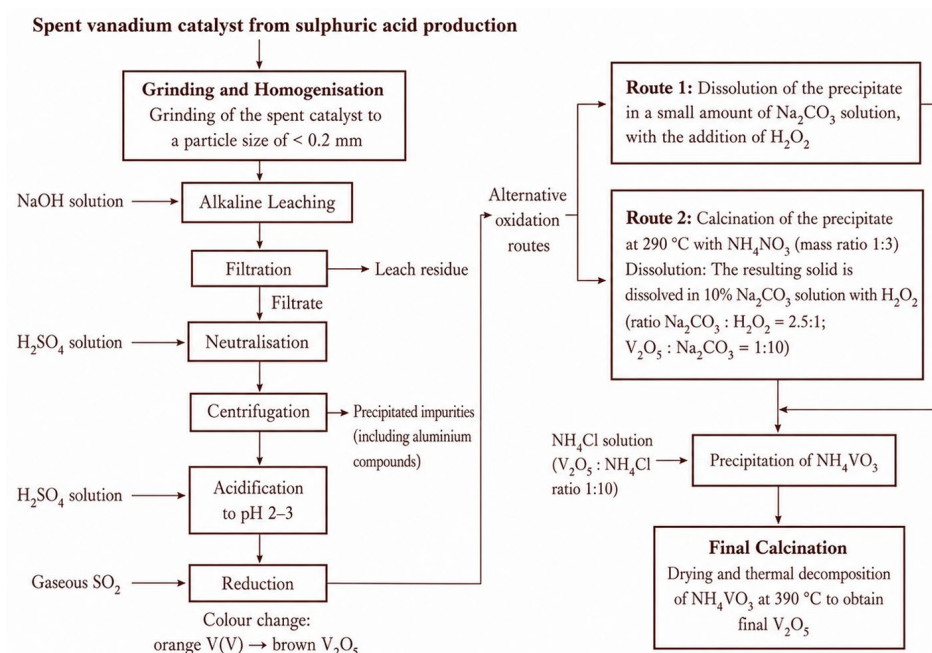 Spent vanadium catalyst from sulphuric acid production
Grinding and Homogenisation
Grinding of the spent catalyst to
a particle size of < 0.2 mm
NaOH solution
Alkaline Leaching
Filtration
Leach residue
Filtrate
H₂SO₄ solution
Neutralisation
Centrifugation
Precipitated impurities
(including aluminium
compounds)
H₂SO₄ solution
Acidification
to pH 2–3
Gaseous SO₂
Reduction
Colour change:
orange V(V) → brown V₂O₅
Alternative
oxidation
routes
Route 1: Dissolution of the precipitate
in a small amount of Na₂CO₃ solution,
with the addition of H₂O₂
Route 2: Calcination of the precipitate
at 290 °C with NH₄NO₃ (mass ratio 1:3)
Dissolution: The resulting solid is
dissolved in 10% Na₂CO₃ solution with H₂O₂
(ratio Na₂CO₃ : H₂O₂ = 2.5:1;
V₂O₅ : Na₂CO₃ = 1:10)
NH₄Cl solution
(V₂O₅ : NH₄Cl
ratio 1:10)
Precipitation of NH₄VO₃
Final Calcination
Drying and thermal decomposition
of NH₄VO₃ at 390 °C to obtain
final V₂O₅